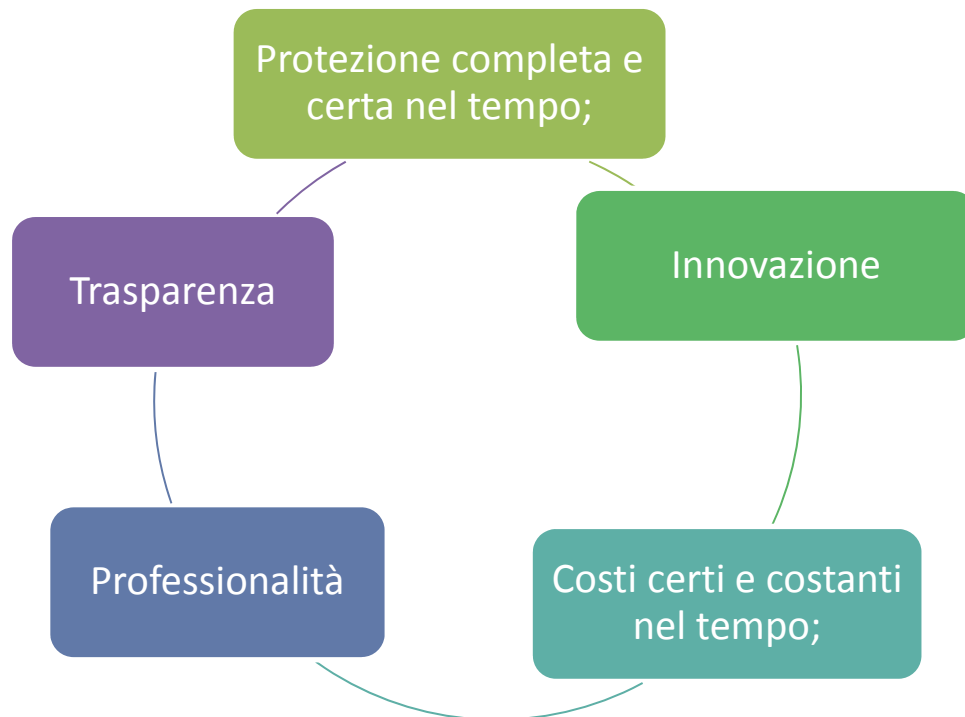 Protezione completa e
certa nel tempo;
Innovazione
Costi certi e costanti
nel tempo;
Professionalità
Trasparenza